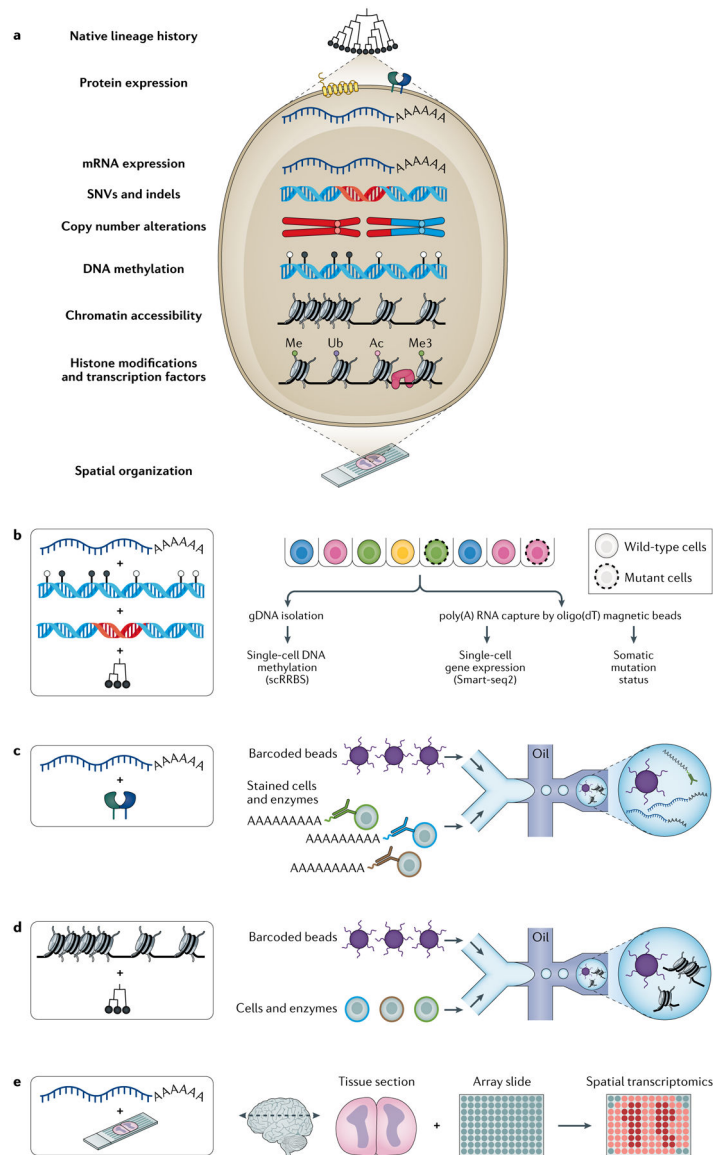 a
Native lineage history
Protein expression
AAAAA
mRNA expression
AAAAA
SNVs and indels
Copy number alterations
DNA methylation
Chromatin accessibility
Me Ub Ac Me3
Histone modifications
and transcription factors
Spatial organization
b
AAAAA
+
+
+
Wild-type cells
Mutant cells
gDNA isolation
poly(A) RNA capture by oligo(dT) magnetic beads
Single-cell DNA
methylation
(scRRBS)
Single-cell
gene expression
(Smart-seq2)
Somatic
mutation
status
c
AAAAA
+
Barcoded beads
Oil
Stained cells
and enzymes
AAAAAAAAA
AAAAAAAAA
AAAAAAAAA
d
+
Barcoded beads
Oil
Cells and enzymes
e
AAAAA
+
Tissue section
Array slide
Spatial transcriptomics
+